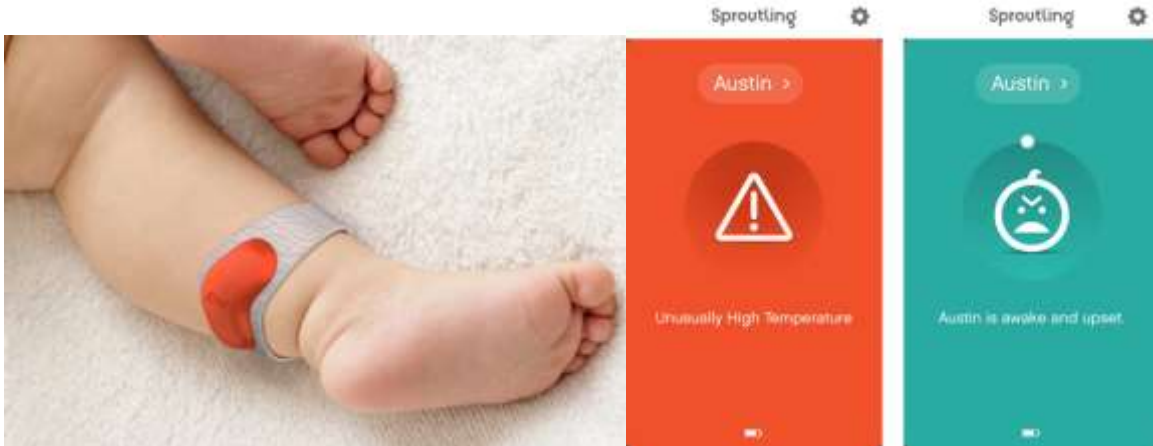 Sproutling
Austin >
Unusually High Temperature
Sproutling
Austin >
Austin is awake and upset.